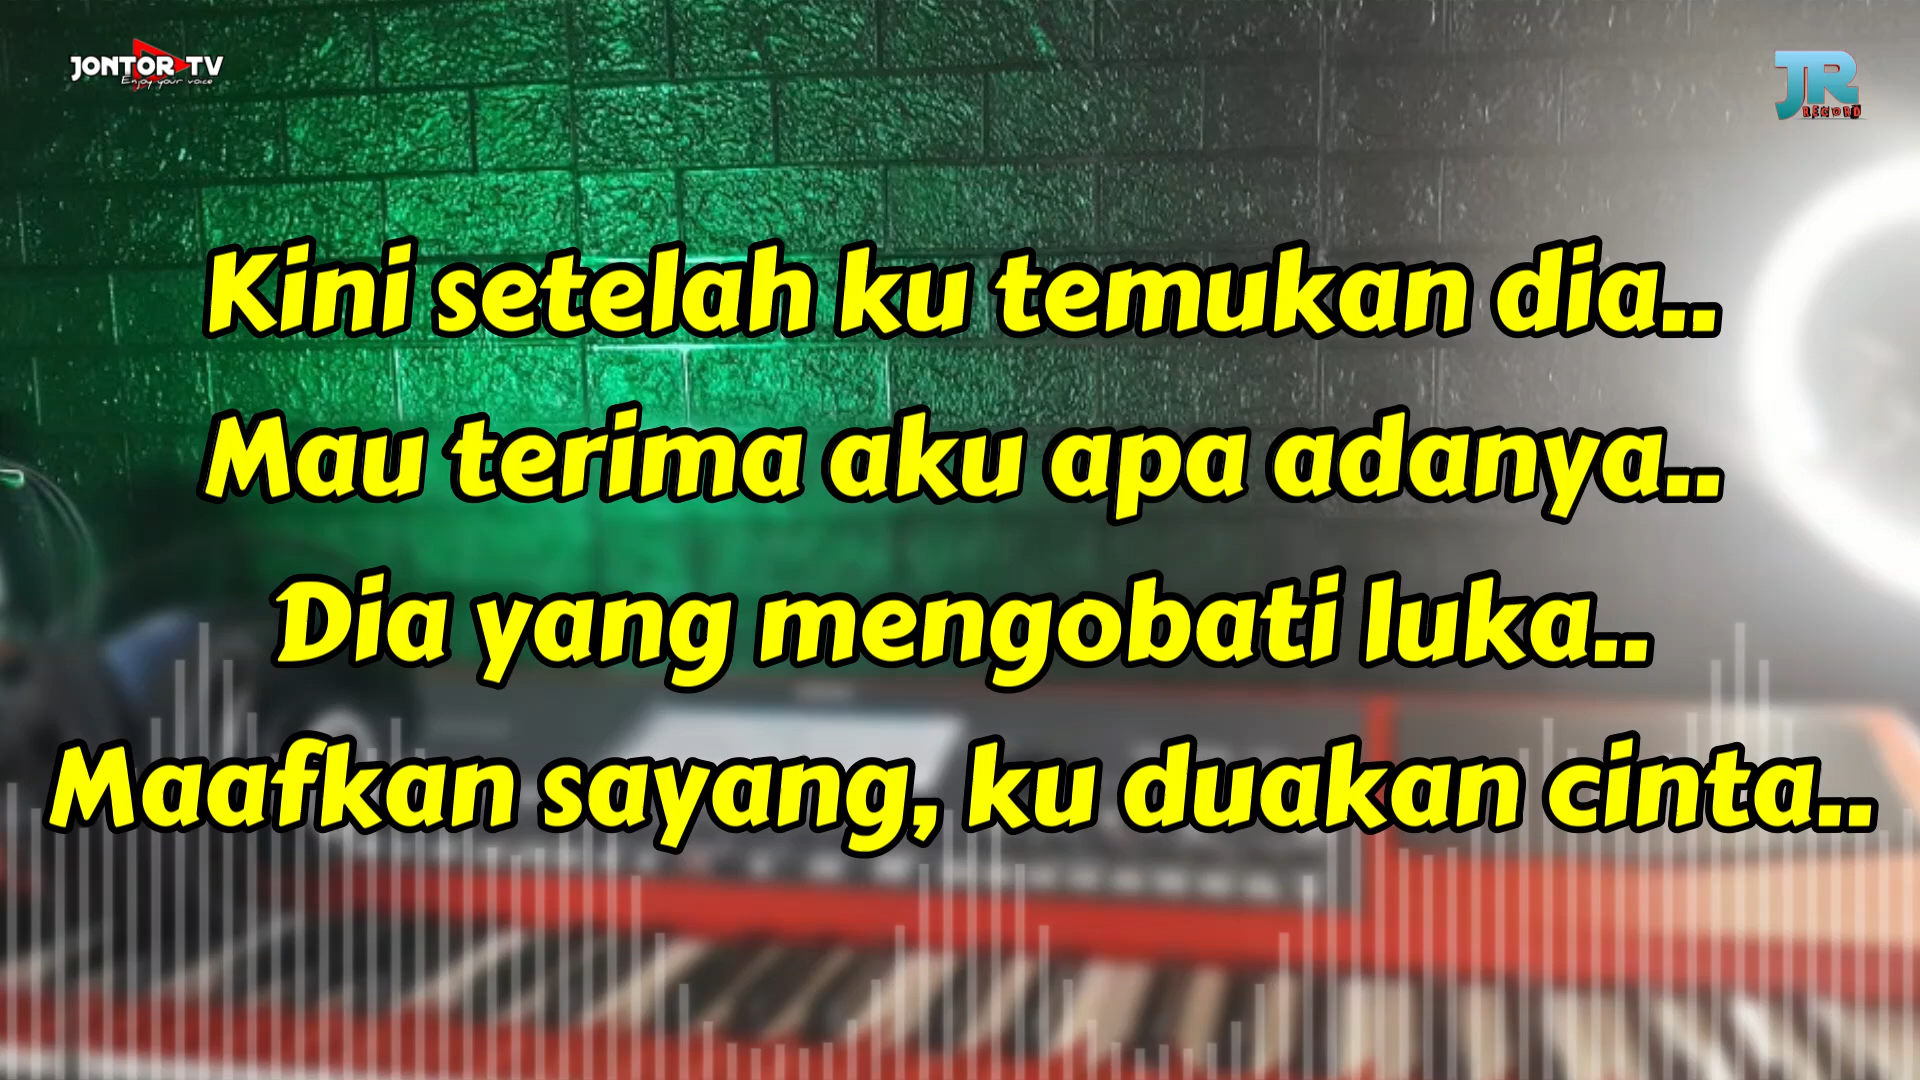 JONTOR TV
Enjoy your voice
JR
RECORD
Kini setelah ku temukan dia..
Mau terima aku apa adanya..
Dia yang mengobati luka..
Maafkan sayang, ku duakan cinta..